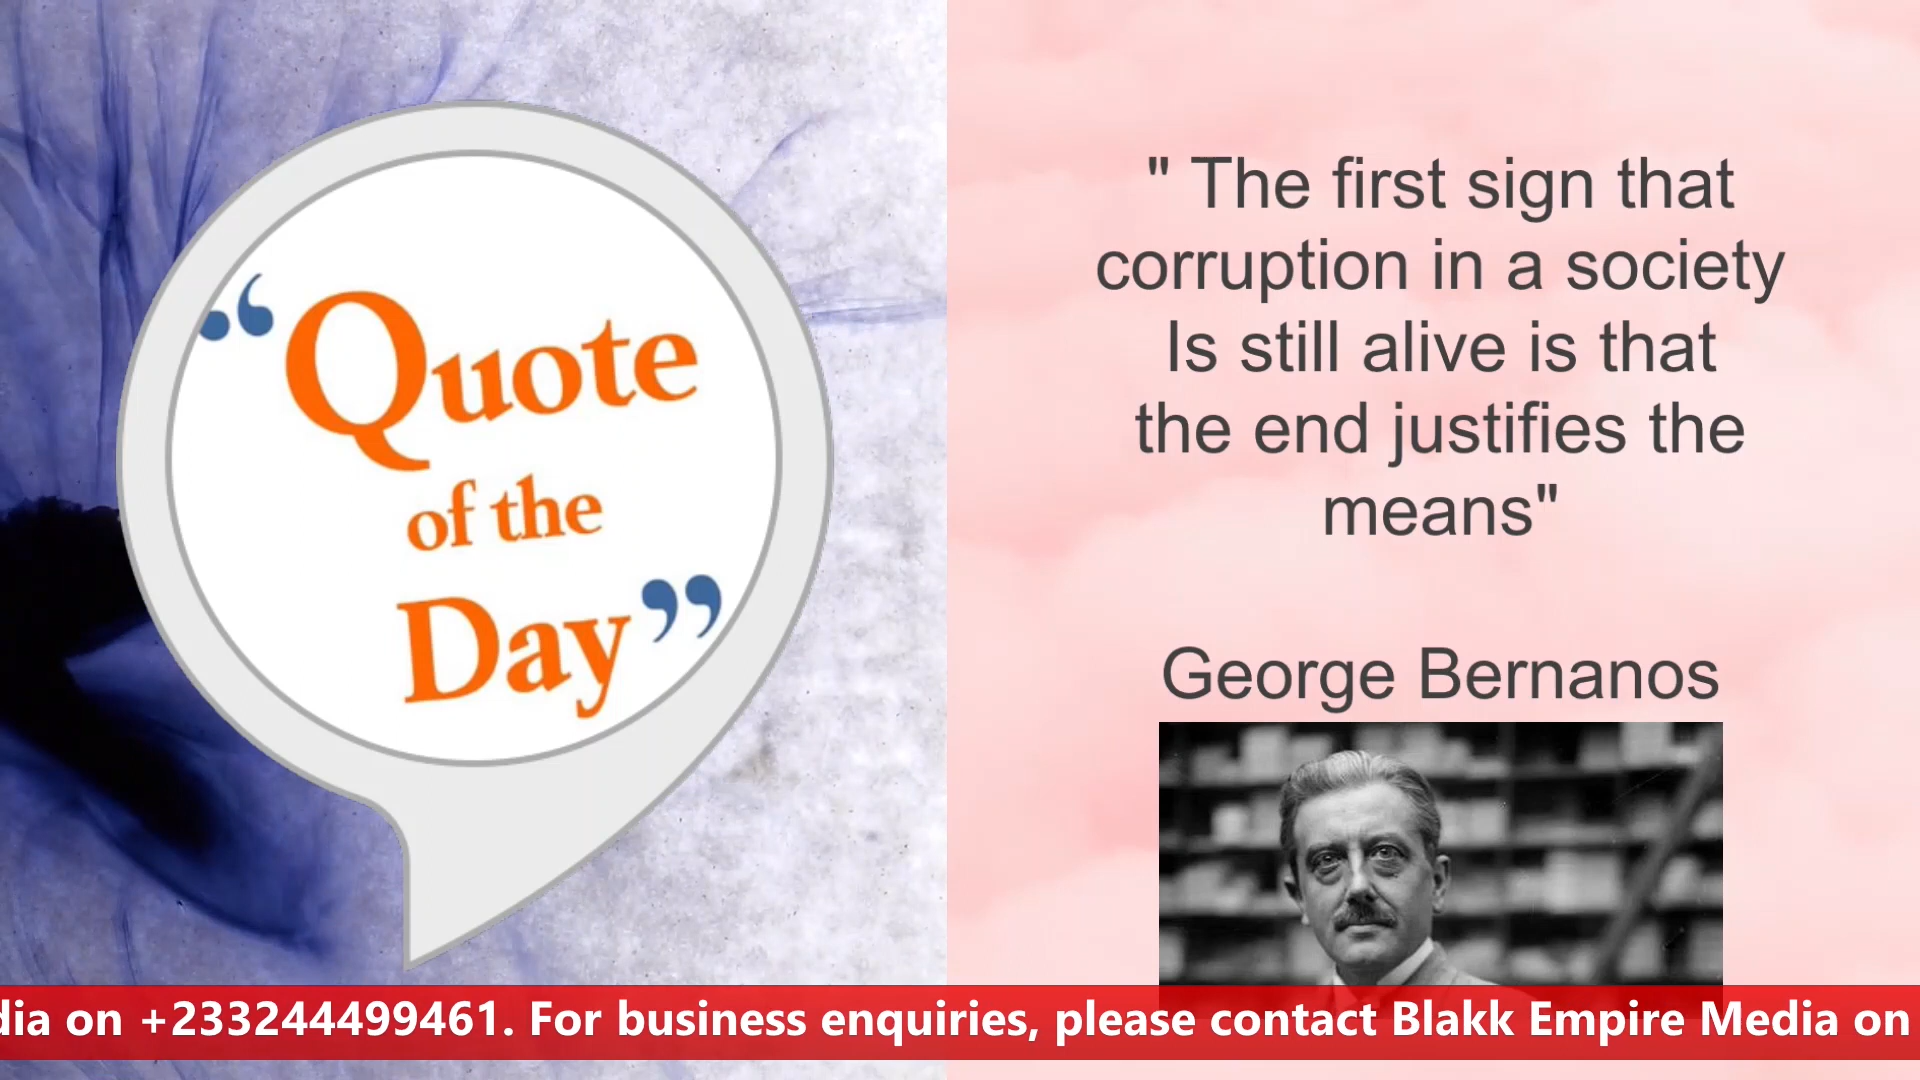 “Quote
of the
Day”
" The first sign that
corruption in a society
Is still alive is that
the end justifies the
means"
George Bernanos
dia on +233244499461. For business enquiries, please contact Blakk Empire Media on